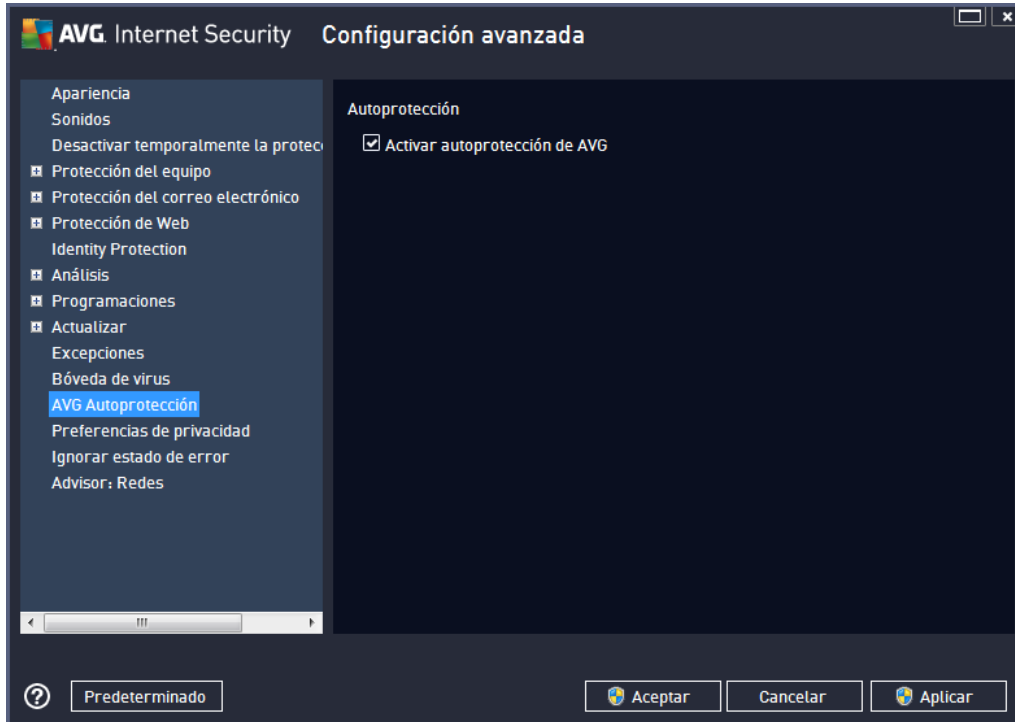 AVG. Internet Security Configuración avanzada
Apariencia
Sonidos
Desactivar temporalmente la protec
Protección del equipo
Protección del correo electrónico
Protección de Web
Identity Protection
Análisis
Programaciones
Actualizar
Excepciones
Bóveda de virus
AVG Autoprotección
Preferencias de privacidad
Ignorar estado de error
Advisor: Redes
Autoprotección
Activar autoprotección de AVG
Predeterminado
Aceptar
Cancelar
Aplicar